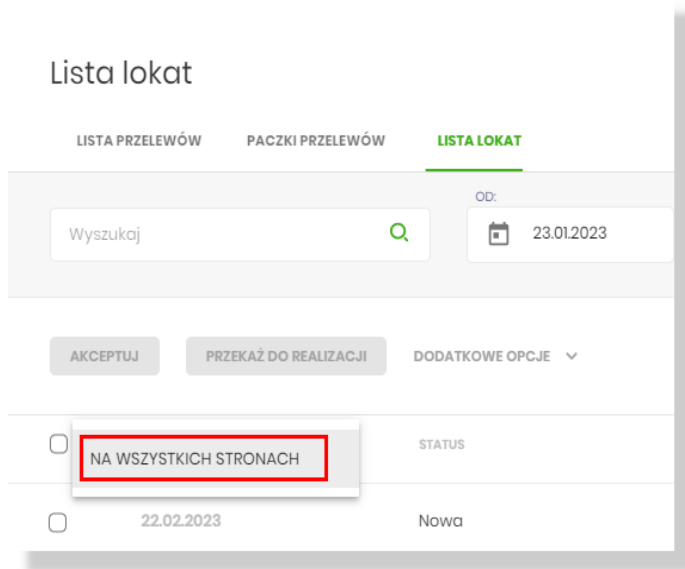 Lista lokat
LISTA PRZELEWÓW PACZKI PRZELEWÓW LISTA LOKAT
OD:
Wyszukaj 23.01.2023
AKCEPTUJ PRZEKAŻ DO REALIZACJI DODATKOWE OPCJE
NA WSZYSTKICH STRONACH STATUS
22.02.2023 Nowa